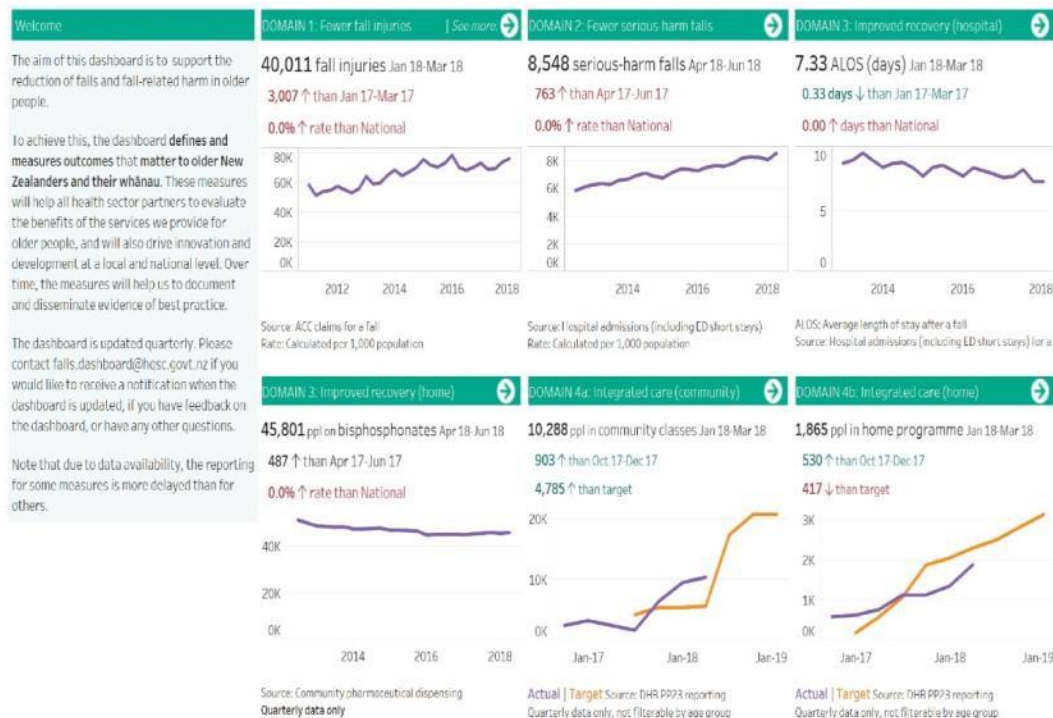 Welcome
The aim of this dashboard is to support the
reduction of falls and fall-related harm in older
people.
To achieve this, the dashboard defines and
measures outcomes that matter to older New
Zealanders and their whānau. These measures
will help all health sector partners to evaluate
the benefits of the services we provide for
older people, and will also drive innovation and
development at a local and national level. Over
time, the measures will help us to document
and disseminate evidence of best practice.
The dashboard is updated quarterly. Please
contact falls.dashboard@hqsc.govt.nz if you
would like to receive a notification when the
dashboard is updated, if you have feedback on
the dashboard, or have any other questions.
Note that due to data availability, the reporting
for some measures is more delayed than for
others.
DOMAIN 1: Fewer fall injuries | See more
40,011 fall injuries Jan 18-Mar 18
3,007 ↑ than Jan 17-Mar 17
0.0% ↑ rate than National
80K
60K
40K
20K
0K
2012 2014 2016 2018
Source: ACC claims for a fall
Rate: Calculated per 1,000 population
DOMAIN 2: Fewer serious harm falls
8,548 serious-harm falls Apr 18-Jun 18
763 ↑ than Apr 17-Jun 17
0.0% ↑ rate than National
8K
6K
4K
2K
0K
2014 2016 2018
Source: Hospital admissions (including ED short stays)
Rate: Calculated per 1,000 population
DOMAIN 3: Improved recovery (hospital)
7.33 ALOS (days) Jan 18-Mar 18
0.33 days ↓ than Jan 17-Mar 17
0.00 ↑ days than National
10
5
0
2014 2016 2018
ALOS: Average length of stay after a fall
Source: Hospital admissions (including ED short stays) for a
DOMAIN 3: Improved recovery (home)
45,801 ppl on bisphosphonates Apr 18-Jun 18
487 ↑ than Apr 17-Jun 17
0.0% ↑ rate than National
40K
20K
0K
2014 2016 2018
Source: Community pharmaceutical dispensing
Quarterly data only
DOMAIN 4a: Integrated care (community)
10,288 ppl in community classes Jan 18-Mar 18
903 ↑ than Oct 17-Dec 17
4,785 ↑ than target
20K
10K
0K
Jan-17 Jan-18 Jan-19
Actual | Target Source: DHB PP23 reporting
Quarterly data only, not filterable by age group
DOMAIN 4b: Integrated care (home)
1,865 ppl in home programme Jan 18-Mar 18
530 ↑ than Oct 17-Dec 17
417 ↓ than target
3K
2K
1K
0K
Jan-17 Jan-18 Jan-19
Actual | Target Source: DHB PP23 reporting
Quarterly data only, not filterable by age group